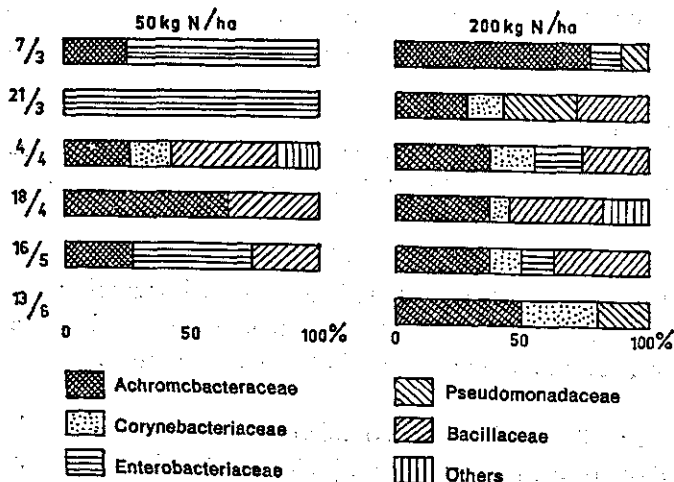 50 kg N/ha
200 kg N/ha
7/3
21/3
4/4
18/4
16/5
13/6
0 50 100%
0 50 100%
Achromcbacteraceae
Corynebacteriaceae
Enterobacteriaceae
Pseudomonadaceae
Bacillaceae
Others